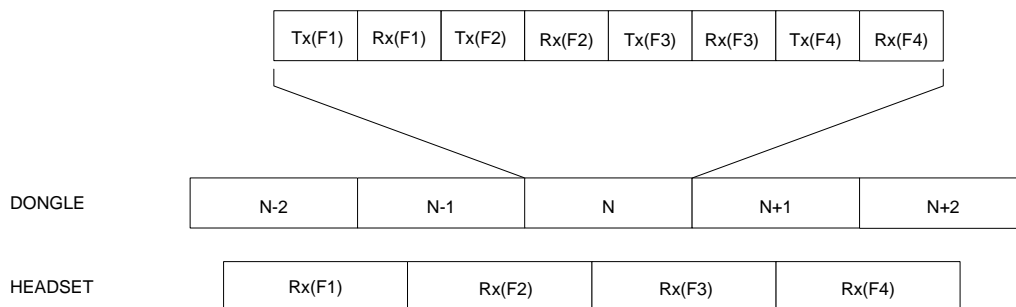 Tx(F1) Rx(F1) Tx(F2) Rx(F2) Tx(F3) Rx(F3) Tx(F4) Rx(F4)
DONGLE N-2 N-1 N N+1 N+2
HEADSET Rx(F1) Rx(F2) Rx(F3) Rx(F4)